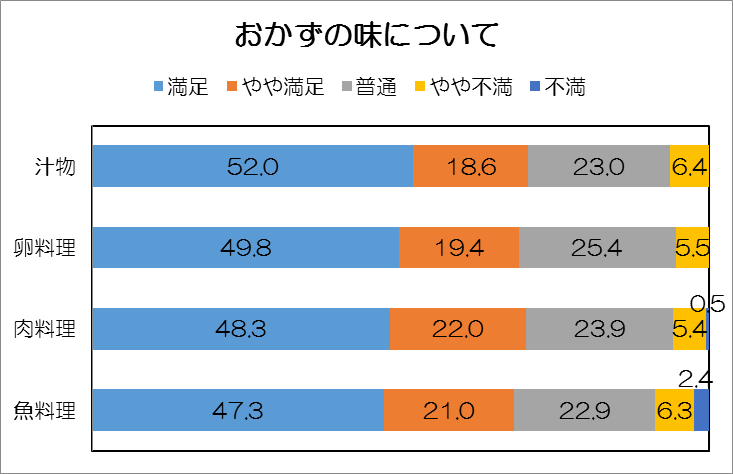 おかずの味について
満足 やや満足 普通 やや不満 不満
汁物 52.0 18.6 23.0 6.4
卵料理 49.8 19.4 25.4 5.5
0.5
肉料理 48.3 22.0 23.9 5.4
2.4
魚料理 47.3 21.0 22.9 6.3